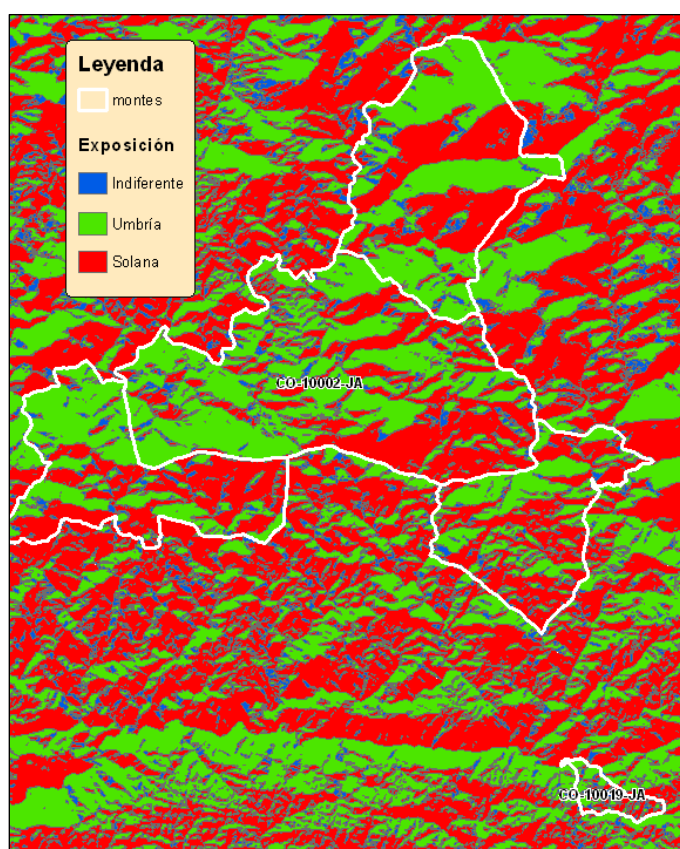 Leyenda
montes
Exposición
Indiferente
Umbría
Solana
CO-10002-JA
CO-10019-JA